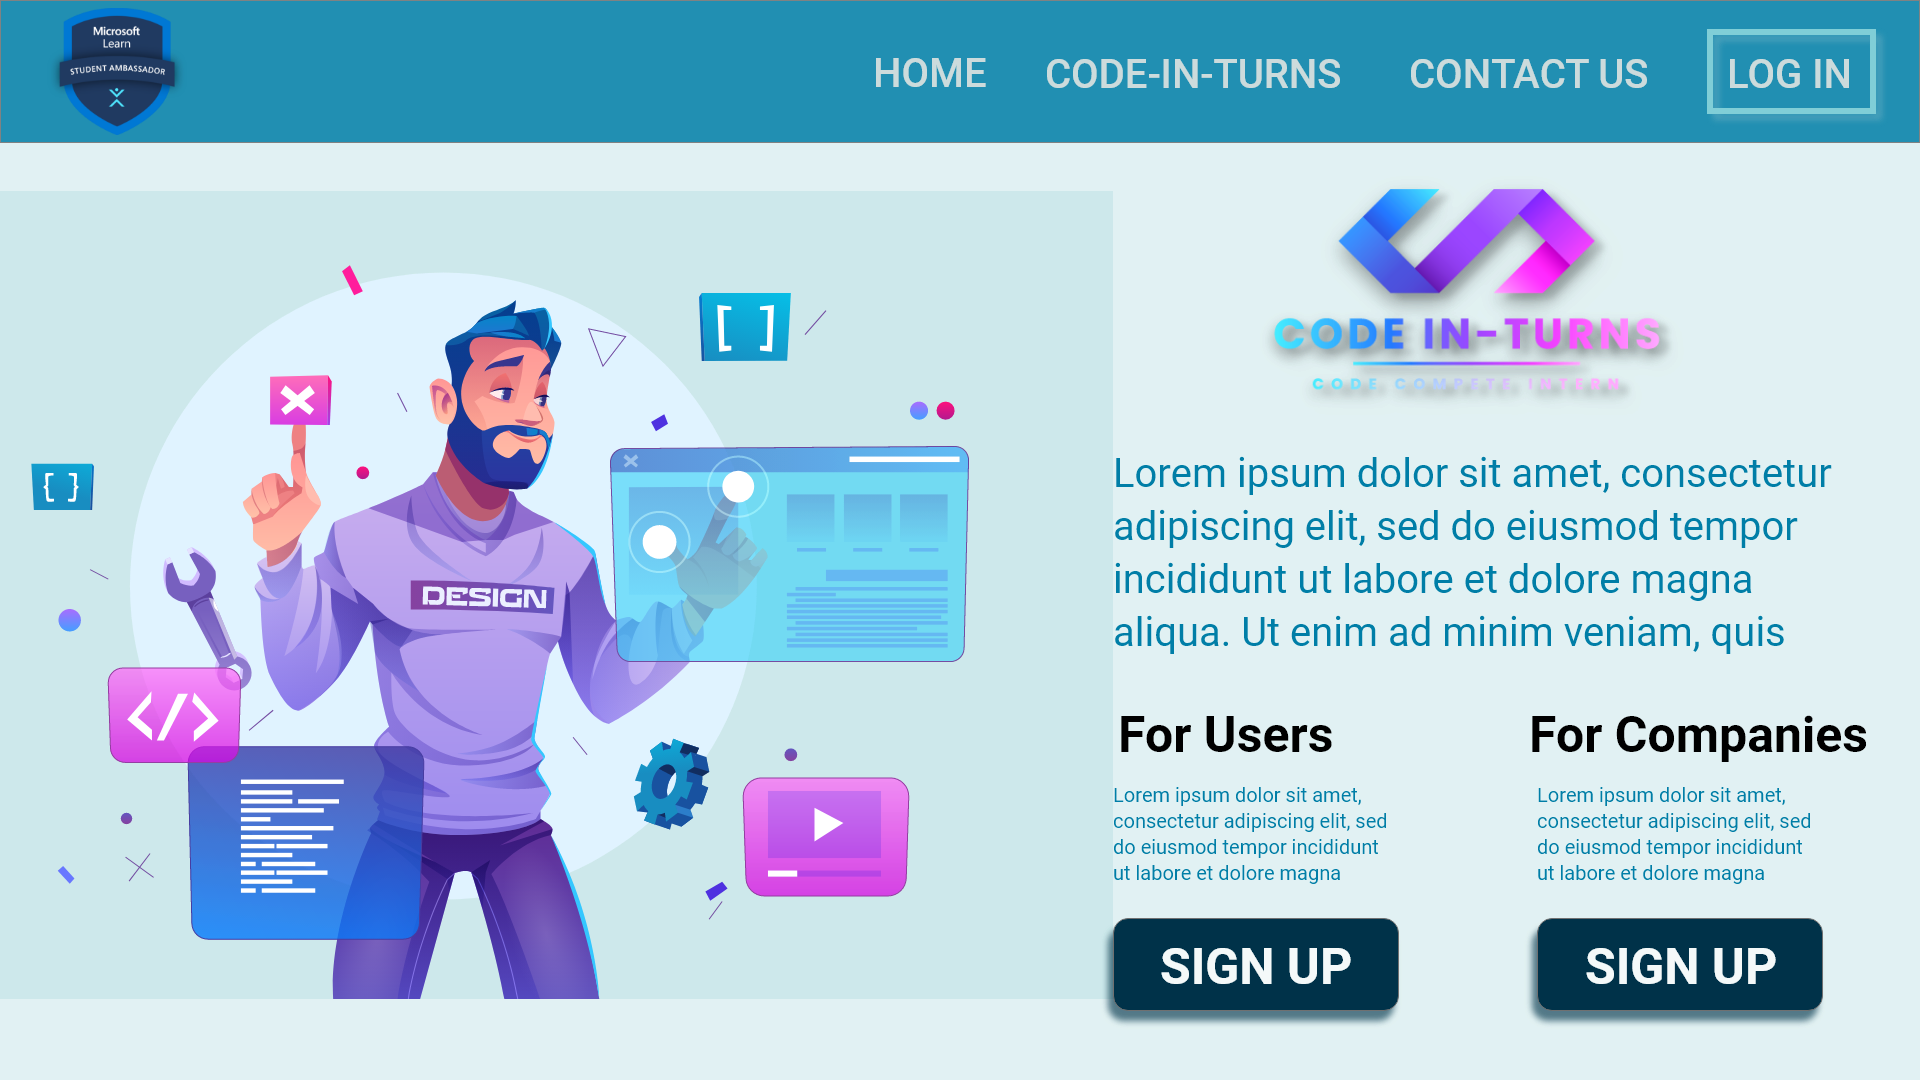 Microsoft
Learn
STUDENT AMBASSADOR
HOME
CODE-IN-TURNS
CONTACT US
LOG IN
[ ]
{ }
DESIGN
</>
CODE IN-TURNS
CODE COMPETE INTERN
Lorem ipsum dolor sit amet, consectetur
adipiscing elit, sed do eiusmod tempor
incididunt ut labore et dolore magna
aliqua. Ut enim ad minim veniam, quis
For Users
Lorem ipsum dolor sit amet,
consectetur adipiscing elit, sed
do eiusmod tempor incididunt
ut labore et dolore magna
SIGN UP
For Companies
Lorem ipsum dolor sit amet,
consectetur adipiscing elit, sed
do eiusmod tempor incididunt
ut labore et dolore magna
SIGN UP